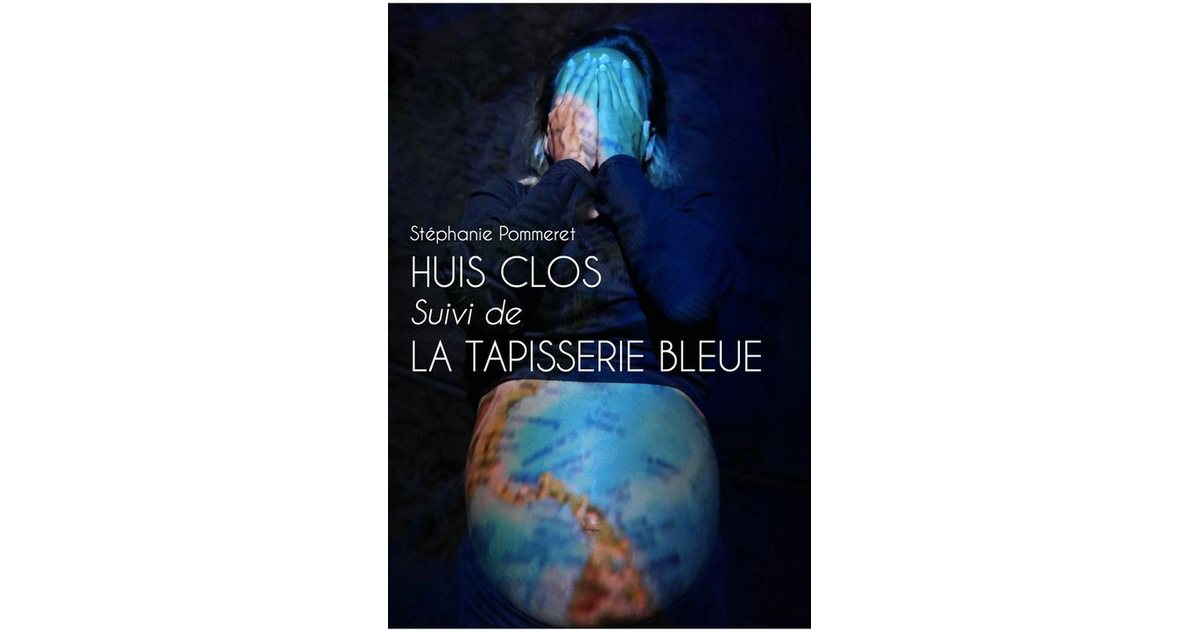 Stéphanie Pommeret
HUIS CLOS
Suivi de
LA TAPISSERIE BLEUE